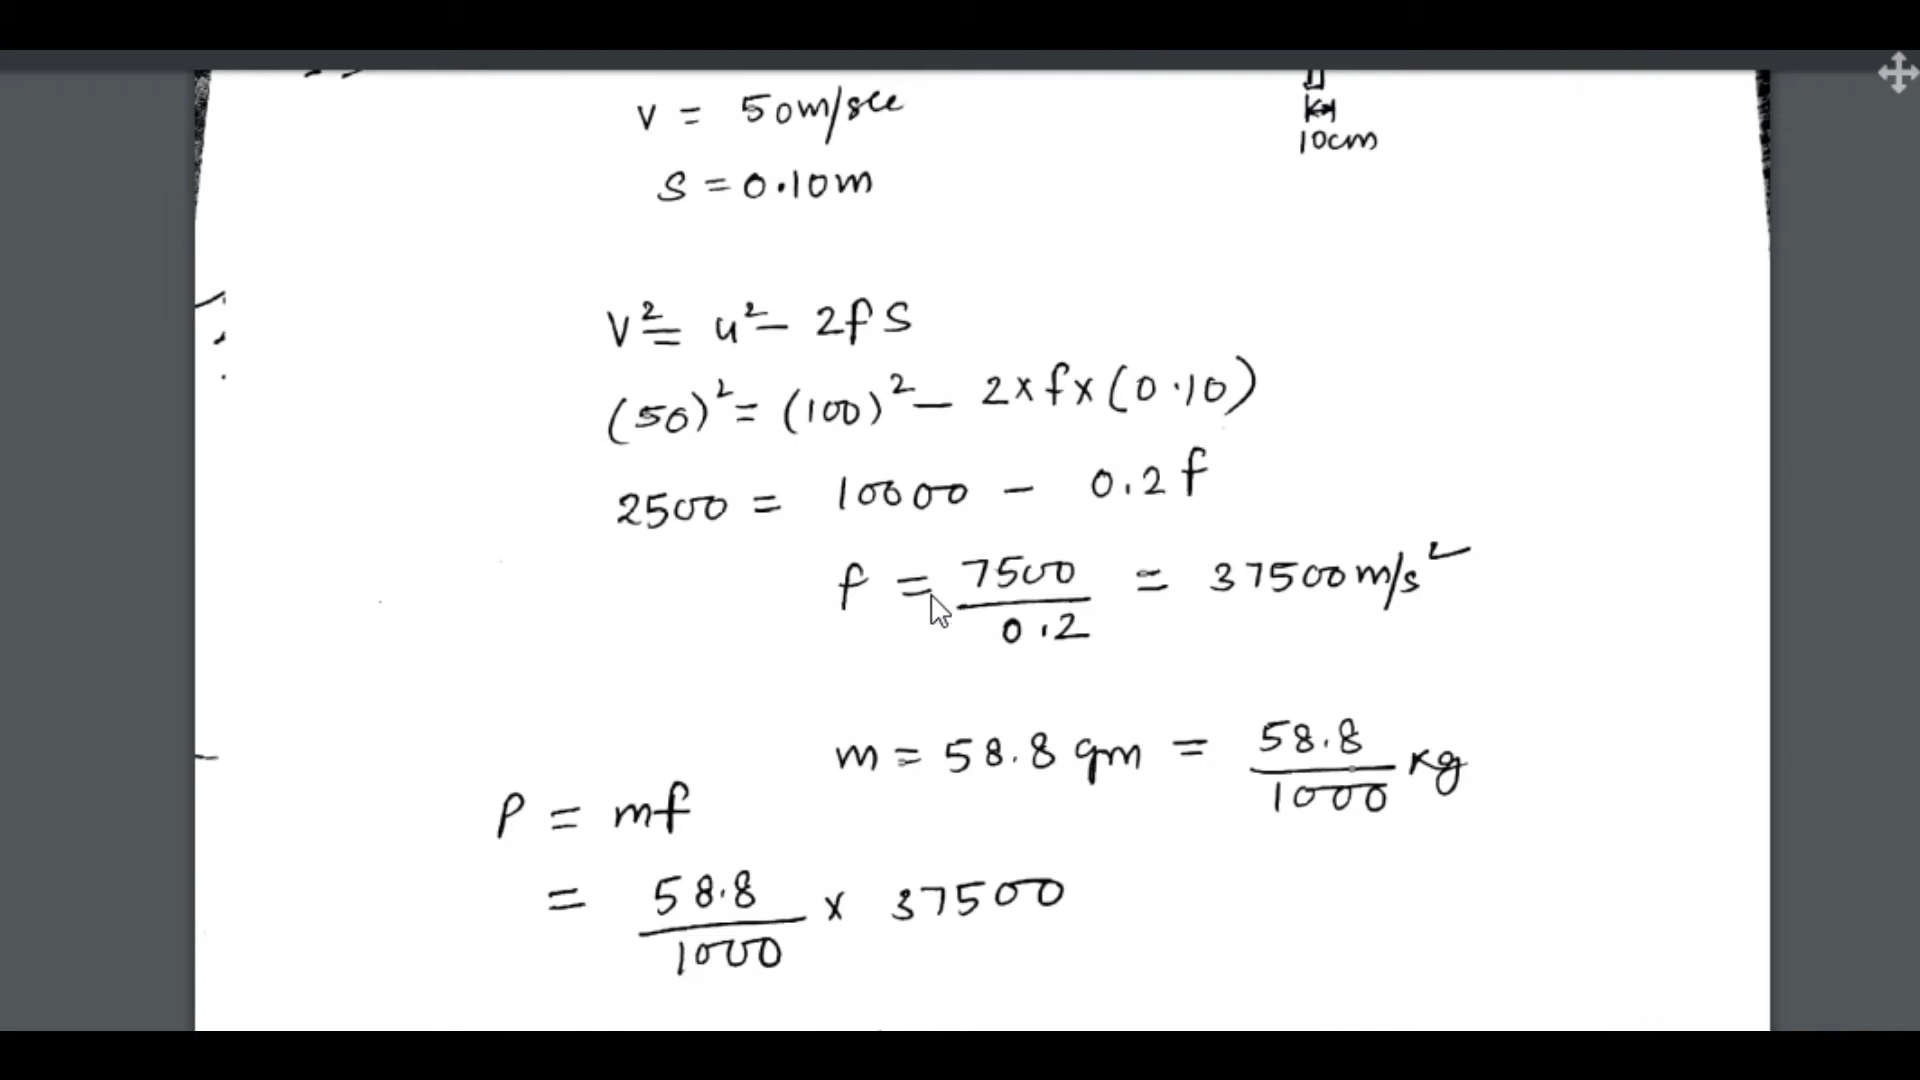 v = 50m/sec
10cm
S = 0.10m
V² = u² - 2fS
(50)² = (100)² - 2×f×(0.10)
2500 = 10000 - 0.2f
f = 7500/0.2 = 37500m/s²
m = 58.8 gm = 58.8/1000 kg
P = mf
= 58.8/1000 × 37500